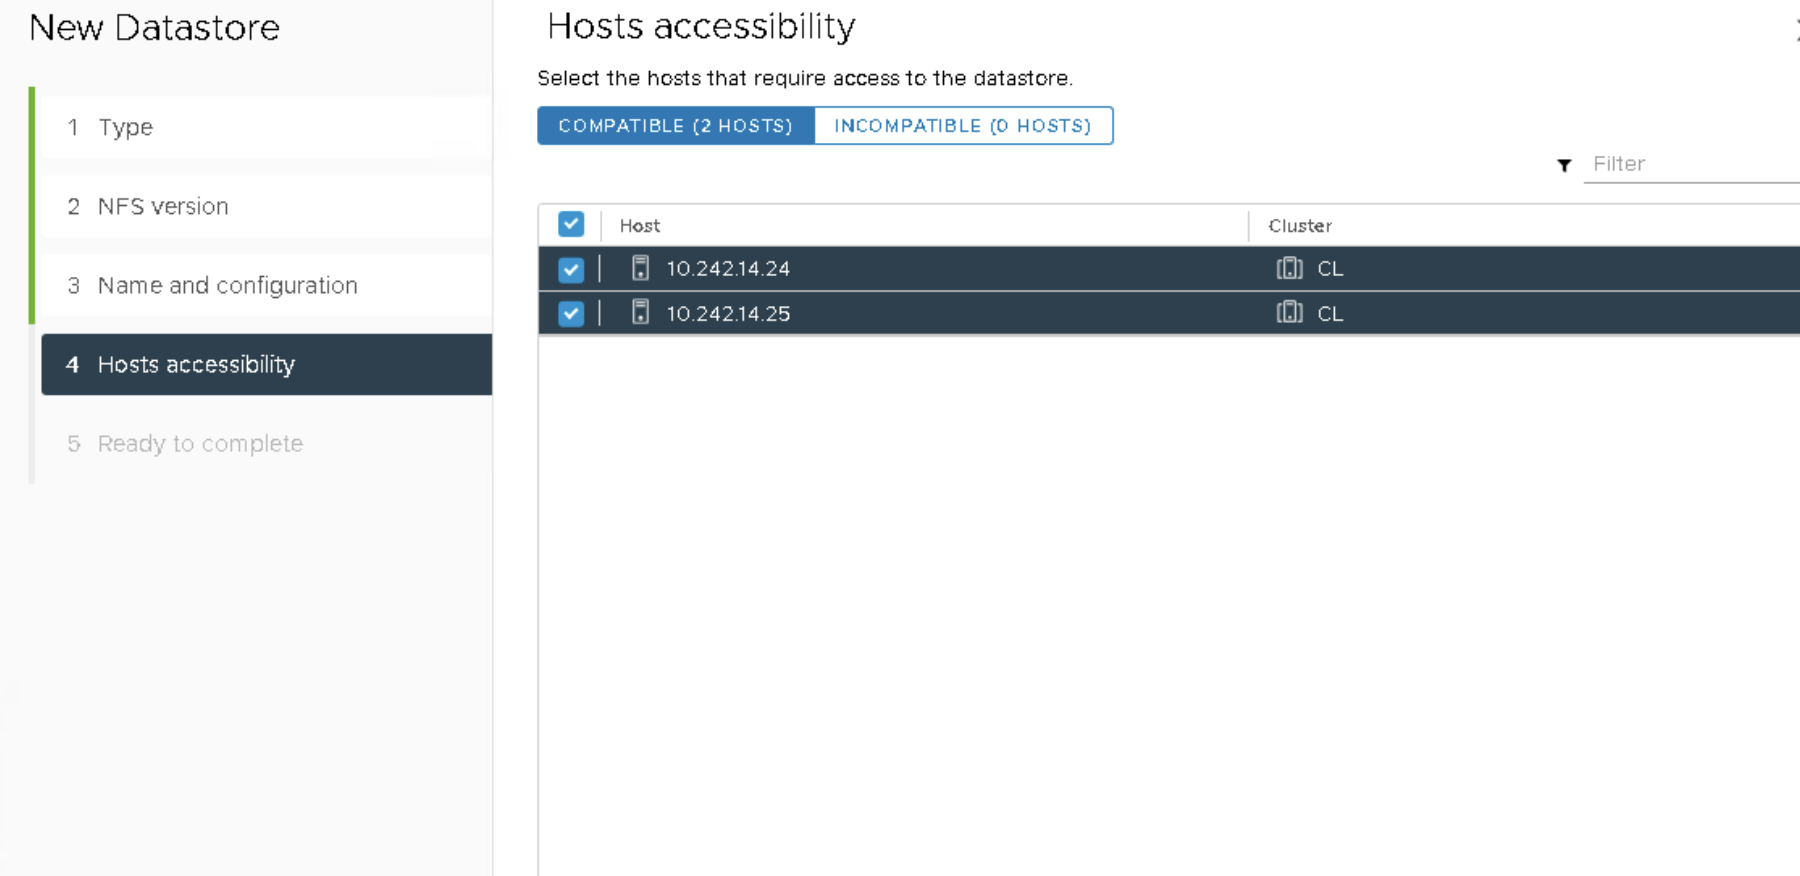 New Datastore
1 Type
2 NFS version
3 Name and configuration
4 Hosts accessibility
5 Ready to complete
Hosts accessibility
Select the hosts that require access to the datastore.
COMPATIBLE (2 HOSTS) INCOMPATIBLE (0 HOSTS)
Filter
Host Cluster
10.242.14.24 CL
10.242.14.25 CL